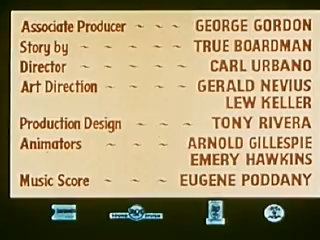 Associate Producer ~ ~ GEORGE GORDON
Story by ~ ~ ~ ~ ~ TRUE BOARDMAN
Director ~ ~ ~ ~ ~ CARL URBANO
Art Direction ~ ~ ~ ~ GERALD NEVIUS
LEW KELLER
Production Design ~ ~ ~ TONY RIVERA
Animators ~ ~ ~ ~ ARNOLD GILLESPIE
EMERY HAWKINS
Music Score ~ ~ ~ EUGENE PODDANY